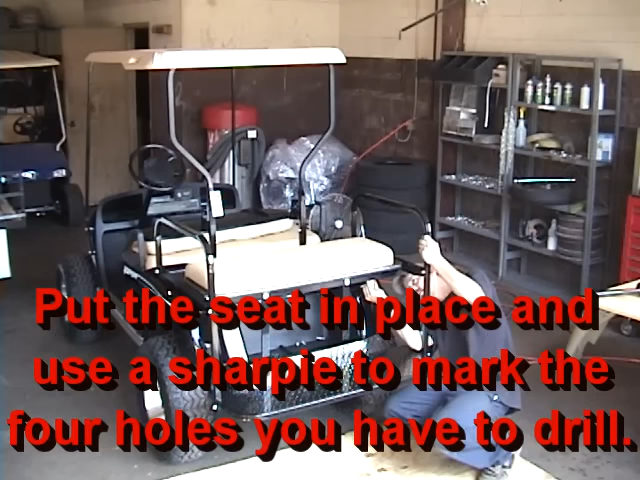 Put the seat in place and
use a sharpie to mark the
four holes you have to drill.